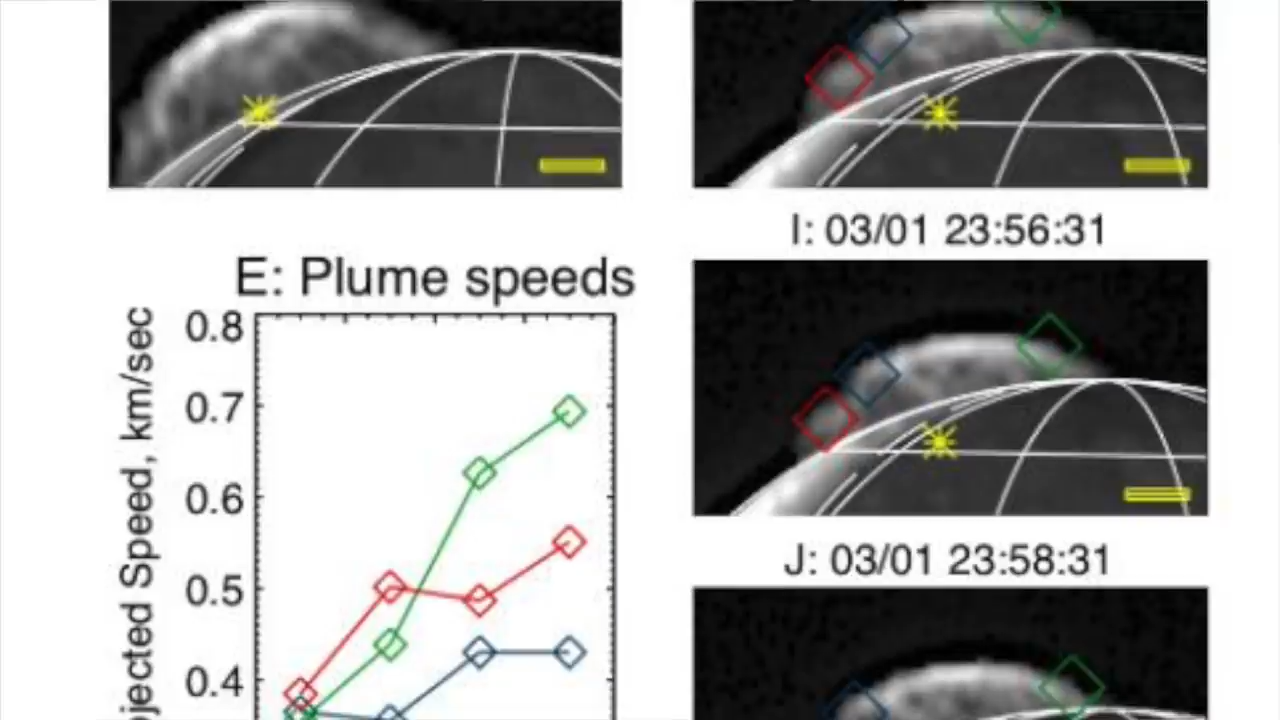 I: 03/01 23:56:31
E: Plume speeds
0.8
0.7
0.6
0.5
0.4
Speed, km/sec
J: 03/01 23:58:31